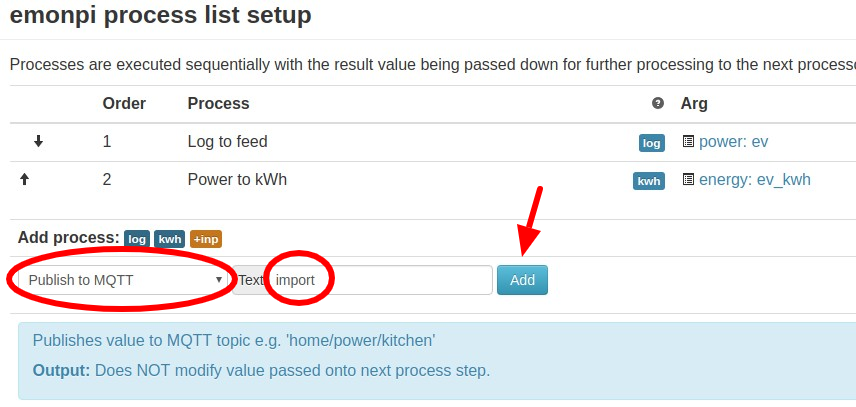 emonpi process list setup
Processes are executed sequentially with the result value being passed down for further processing to the next process
Order Process Arg
1 Log to feed log power: ev
2 Power to kWh kwh energy: ev_kwh
Add process: log kwh +inp
Publish to MQTT Text import Add
Publishes value to MQTT topic e.g. 'home/power/kitchen'
Output: Does NOT modify value passed onto next process step.